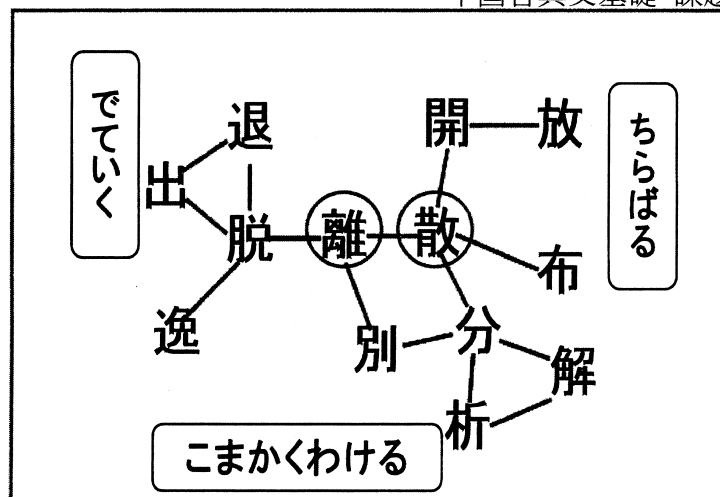 でていく
退
開
放
ちらばる
出
脱
離
散
布
逸
別
分
解
析
こまかくわける